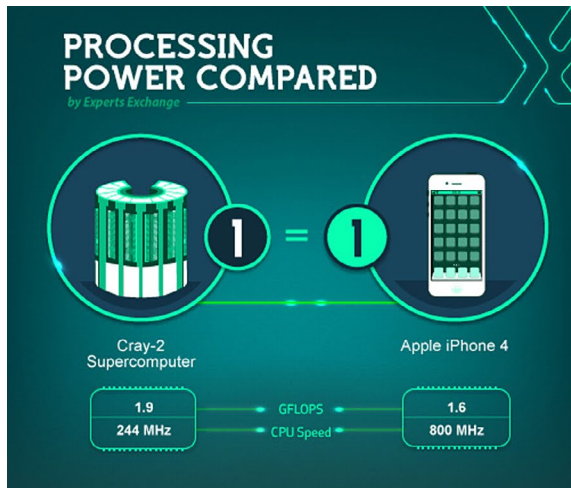 PROCESSING
POWER COMPARED
by Experts Exchange
1 = 1
Cray-2
Supercomputer
Apple iPhone 4
1.9 GFLOPS 1.6
244 MHz CPU Speed 800 MHz